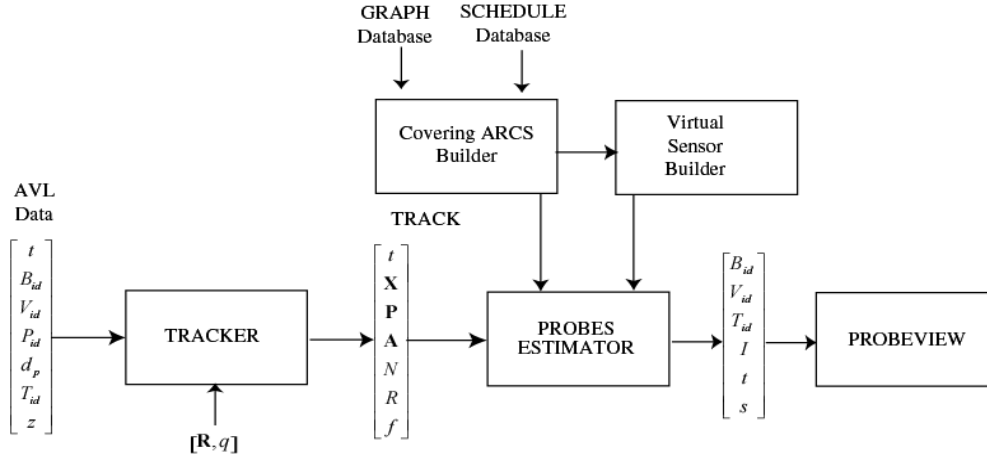 GRAPH
Database
SCHEDULE
Database
Covering ARCS
Builder
Virtual
Sensor
Builder
AVL
Data
t
B_id
V_id
P_id
d_p
T_id
z
TRACKER
[R, q]
TRACK
t
X
P
A
N
R
f
PROBES
ESTIMATOR
B_id
V_id
T_id
I
t
s
PROBEVIEW